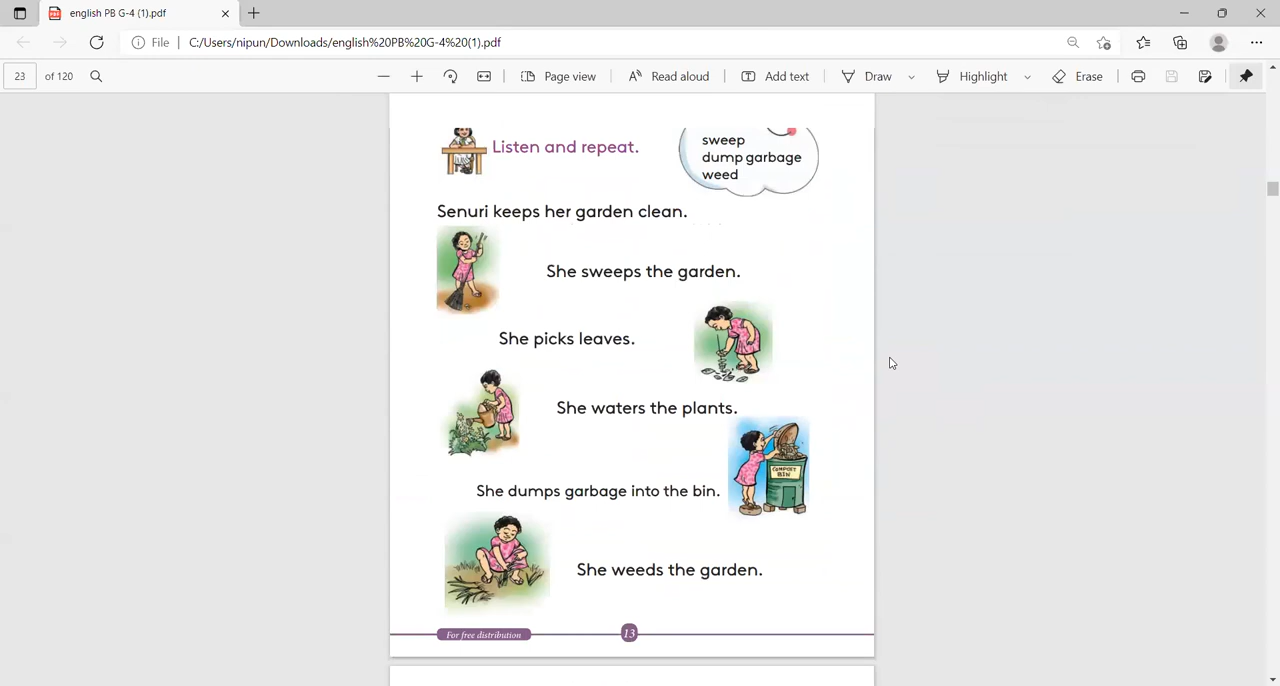 english PB G-4 (1).pdf
File | C:/Users/nipun/Downloads/english%20PB%20G-4%20(1).pdf
23 of 120 Page view Read aloud Add text Draw Highlight Erase
Listen and repeat.
sweep
dump garbage
weed
Senuri keeps her garden clean.
She sweeps the garden.
She picks leaves.
She waters the plants.
COMPOST
BIN
She dumps garbage into the bin.
She weeds the garden.
For free distribution
13